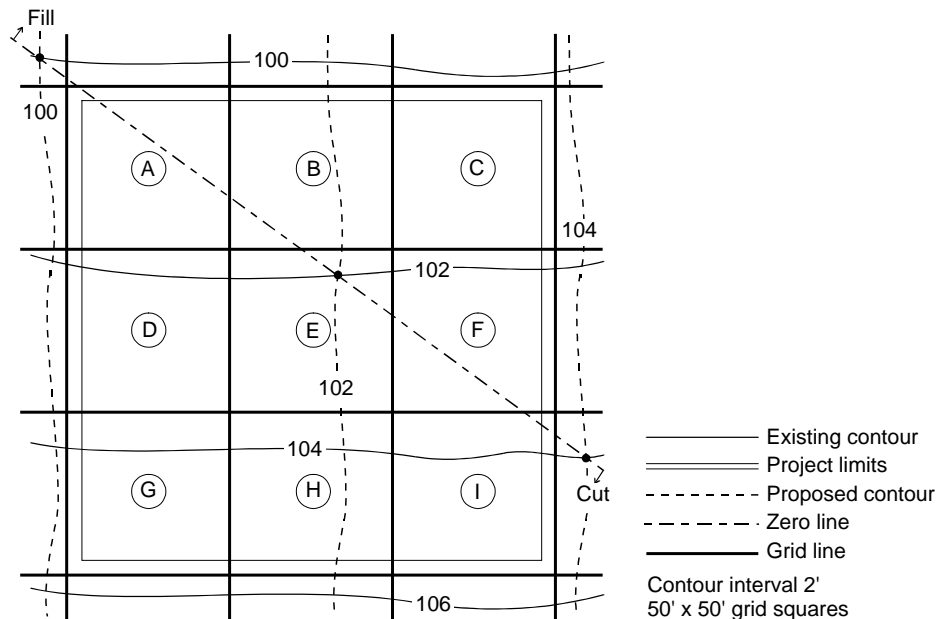 Fill
100
100
A
B
C
104
102
D
E
F
102
104
G
H
I
Cut
106
Existing contour
Project limits
Proposed contour
Zero line
Grid line
Contour interval 2'
50' x 50' grid squares